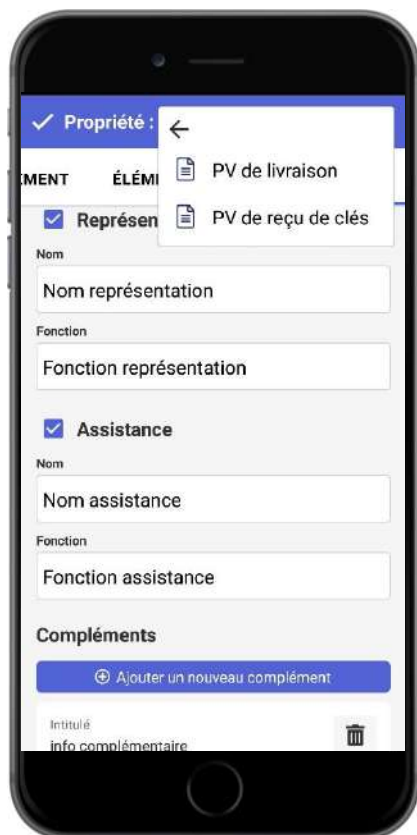 Propriété :
PV de livraison
PV de reçu de clés
EMENT ÉLÉM
Représen
Nom
Nom représentation
Fonction
Fonction représentation
Assistance
Nom
Nom assistance
Fonction
Fonction assistance
Compléments
Ajouter un nouveau complément
Intitulé
info complémentaire